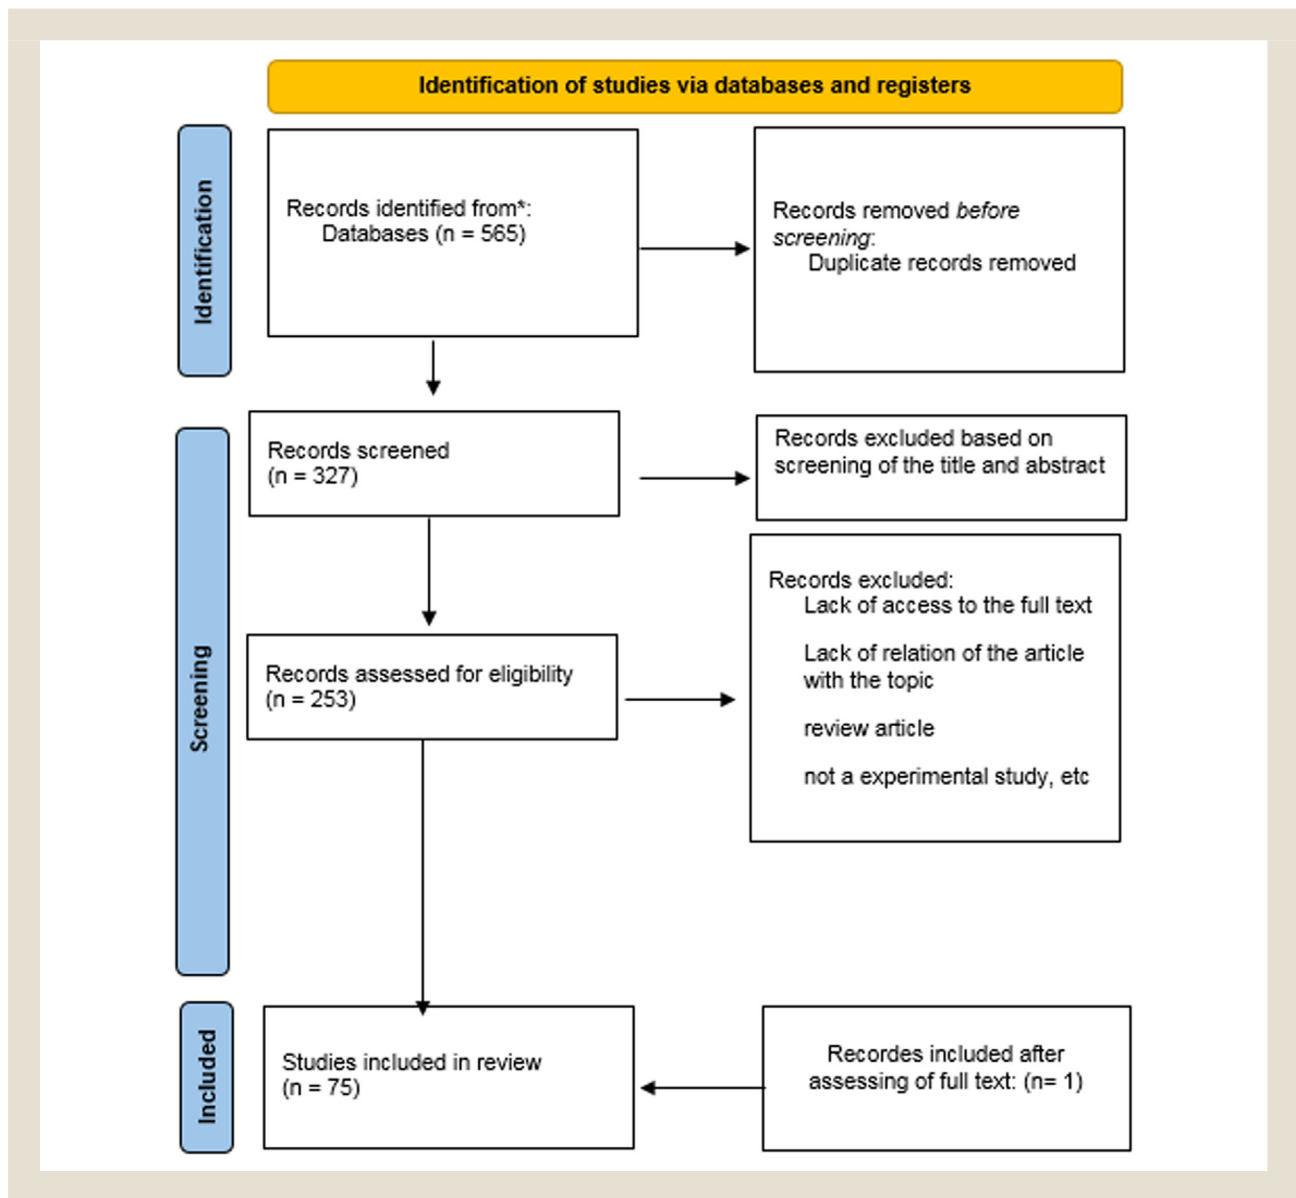 Identification of studies via databases and registers
Identification
Records identified from*:
Databases (n = 565)
Records removed before
screening:
Duplicate records removed
Screening
Records screened
(n = 327)
Records excluded based on
screening of the title and abstract
Records assessed for eligibility
(n = 253)
Records excluded:
Lack of access to the full text
Lack of relation of the article
with the topic
review article
not a experimental study, etc
Included
Studies included in review
(n = 75)
Recordes included after
assessing of full text: (n= 1)